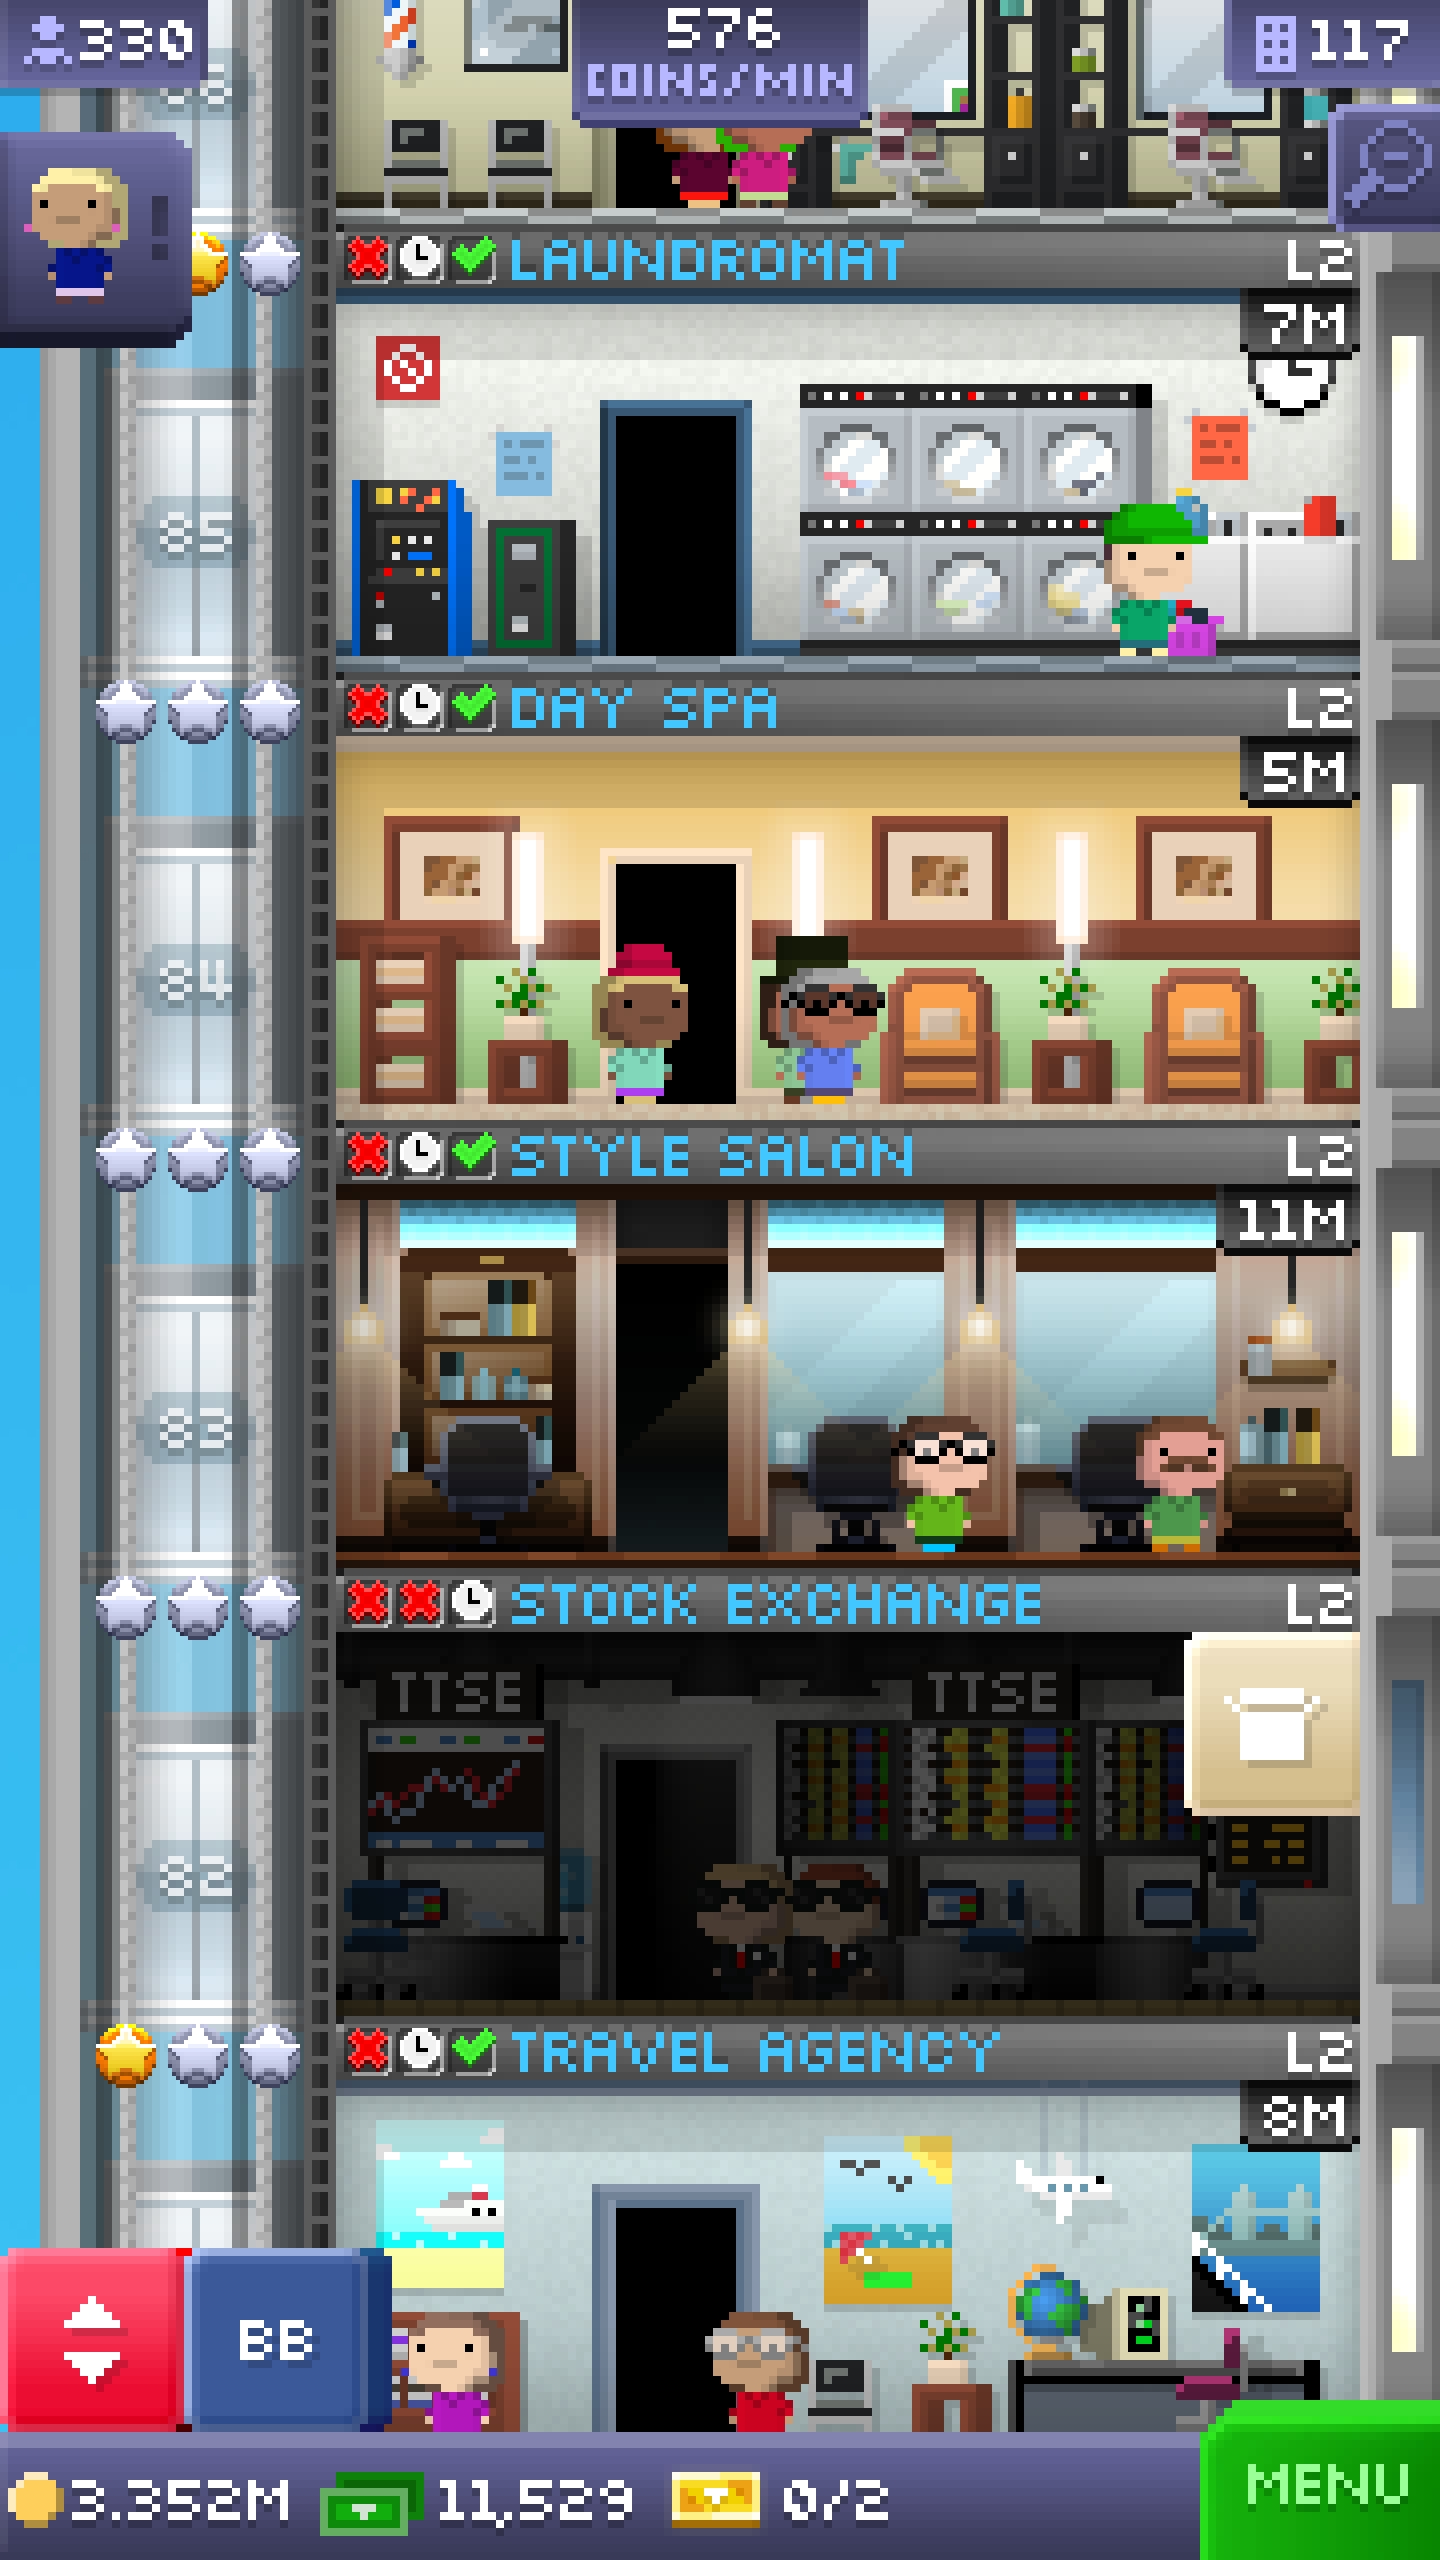 330
576
COINS/MIN
117
LAUNDROMAT
L2
7M
85
DAY SPA
L2
5M
84
STYLE SALON
L2
11M
83
STOCK EXCHANGE
L2
TTSE
TTSE
82
TRAVEL AGENCY
L2
8M
BB
3.352M
11,529
0/2
MENU